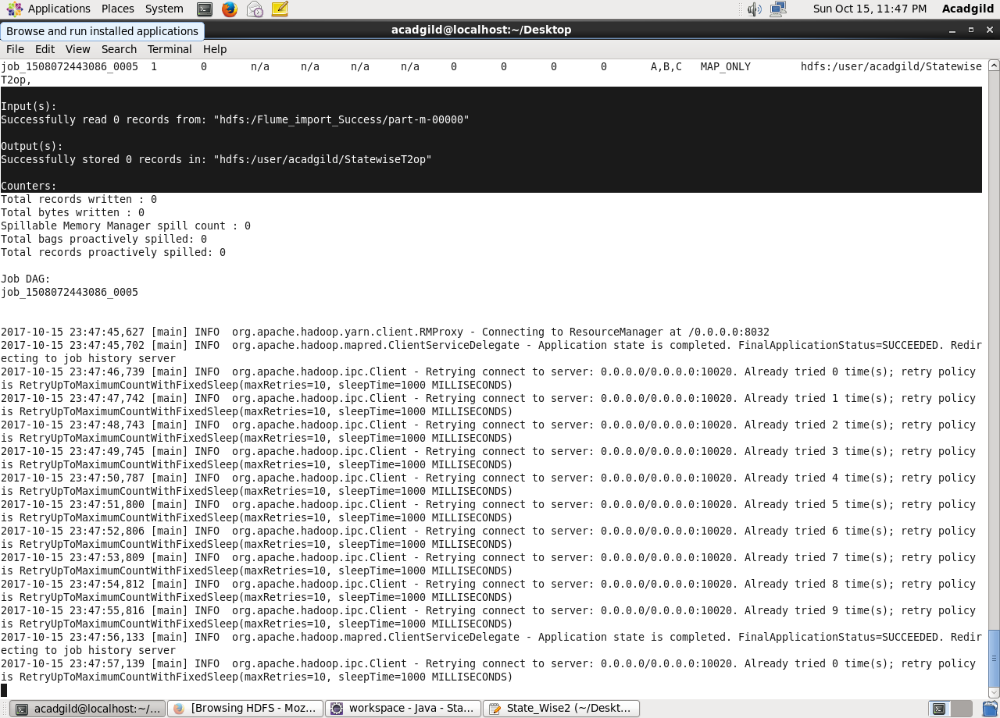 Applications Places System Sun Oct 15, 11:47 PM Acadgild
Browse and run installed applications
acadgild@localhost:~/Desktop
File Edit View Search Terminal Help
job_1508072443086_0005 1 0 n/a n/a n/a n/a 0 0 0 0 A,B,C MAP_ONLY hdfs:/user/acadgild/Statewise
T2op,
Input(s):
Successfully read 0 records from: "hdfs:/Flume_import_Success/part-m-00000"
Output(s):
Successfully stored 0 records in: "hdfs:/user/acadgild/StatewiseT2op"
Counters:
Total records written : 0
Total bytes written : 0
Spillable Memory Manager spill count : 0
Total bags proactively spilled: 0
Total records proactively spilled: 0
Job DAG:
job_1508072443086_0005
2017-10-15 23:47:45,627 [main] INFO org.apache.hadoop.yarn.client.RMProxy - Connecting to ResourceManager at /0.0.0.0:8032
2017-10-15 23:47:45,702 [main] INFO org.apache.hadoop.mapred.ClientServiceDelegate - Application state is completed. FinalApplicationStatus=SUCCEEDED. Redir
ecting to job history server
2017-10-15 23:47:46,739 [main] INFO org.apache.hadoop.ipc.Client - Retrying connect to server: 0.0.0.0/0.0.0.0:10020. Already tried 0 time(s); retry policy
is RetryUpToMaximumCountWithFixedSleep(maxRetries=10, sleepTime=1000 MILLISECONDS)
2017-10-15 23:47:47,742 [main] INFO org.apache.hadoop.ipc.Client - Retrying connect to server: 0.0.0.0/0.0.0.0:10020. Already tried 1 time(s); retry policy
is RetryUpToMaximumCountWithFixedSleep(maxRetries=10, sleepTime=1000 MILLISECONDS)
2017-10-15 23:47:48,743 [main] INFO org.apache.hadoop.ipc.Client - Retrying connect to server: 0.0.0.0/0.0.0.0:10020. Already tried 2 time(s); retry policy
is RetryUpToMaximumCountWithFixedSleep(maxRetries=10, sleepTime=1000 MILLISECONDS)
2017-10-15 23:47:49,745 [main] INFO org.apache.hadoop.ipc.Client - Retrying connect to server: 0.0.0.0/0.0.0.0:10020. Already tried 3 time(s); retry policy
is RetryUpToMaximumCountWithFixedSleep(maxRetries=10, sleepTime=1000 MILLISECONDS)
2017-10-15 23:47:50,787 [main] INFO org.apache.hadoop.ipc.Client - Retrying connect to server: 0.0.0.0/0.0.0.0:10020. Already tried 4 time(s); retry policy
is RetryUpToMaximumCountWithFixedSleep(maxRetries=10, sleepTime=1000 MILLISECONDS)
2017-10-15 23:47:51,800 [main] INFO org.apache.hadoop.ipc.Client - Retrying connect to server: 0.0.0.0/0.0.0.0:10020. Already tried 5 time(s); retry policy
is RetryUpToMaximumCountWithFixedSleep(maxRetries=10, sleepTime=1000 MILLISECONDS)
2017-10-15 23:47:52,806 [main] INFO org.apache.hadoop.ipc.Client - Retrying connect to server: 0.0.0.0/0.0.0.0:10020. Already tried 6 time(s); retry policy
is RetryUpToMaximumCountWithFixedSleep(maxRetries=10, sleepTime=1000 MILLISECONDS)
2017-10-15 23:47:53,809 [main] INFO org.apache.hadoop.ipc.Client - Retrying connect to server: 0.0.0.0/0.0.0.0:10020. Already tried 7 time(s); retry policy
is RetryUpToMaximumCountWithFixedSleep(maxRetries=10, sleepTime=1000 MILLISECONDS)
2017-10-15 23:47:54,812 [main] INFO org.apache.hadoop.ipc.Client - Retrying connect to server: 0.0.0.0/0.0.0.0:10020. Already tried 8 time(s); retry policy
is RetryUpToMaximumCountWithFixedSleep(maxRetries=10, sleepTime=1000 MILLISECONDS)
2017-10-15 23:47:55,816 [main] INFO org.apache.hadoop.ipc.Client - Retrying connect to server: 0.0.0.0/0.0.0.0:10020. Already tried 9 time(s); retry policy
is RetryUpToMaximumCountWithFixedSleep(maxRetries=10, sleepTime=1000 MILLISECONDS)
2017-10-15 23:47:56,133 [main] INFO org.apache.hadoop.mapred.ClientServiceDelegate - Application state is completed. FinalApplicationStatus=SUCCEEDED. Redir
ecting to job history server
2017-10-15 23:47:57,139 [main] INFO org.apache.hadoop.ipc.Client - Retrying connect to server: 0.0.0.0/0.0.0.0:10020. Already tried 0 time(s); retry policy
is RetryUpToMaximumCountWithFixedSleep(maxRetries=10, sleepTime=1000 MILLISECONDS)
acadgild@localhost:~/... [Browsing HDFS - Moz... workspace - Java - Sta... State_Wise2 (~/Deskt...